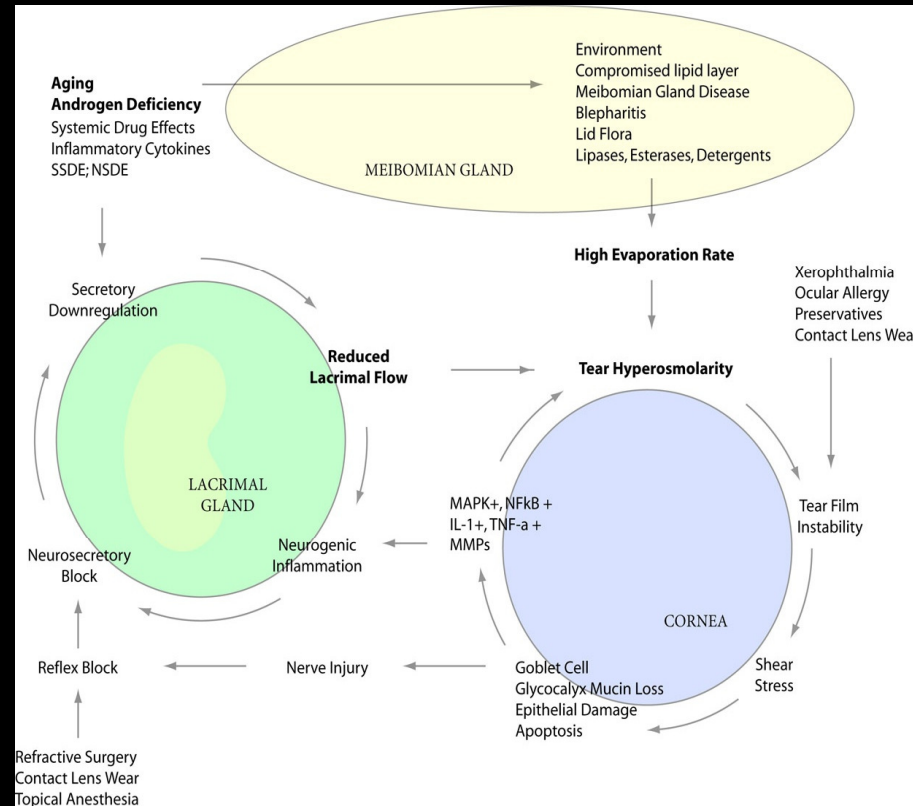 Aging
Androgen Deficiency
Systemic Drug Effects
Inflammatory Cytokines
SSDE; NSDE
Environment
Compromised lipid layer
Meibomian Gland Disease
Blepharitis
Lid Flora
Lipases, Esterases, Detergents
MEIBOMIAN GLAND
High Evaporation Rate
Xerophthalmia
Ocular Allergy
Preservatives
Contact Lens Wea
Secretory
Downregulation
Reduced
Lacrimal Flow
Tear Hyperosmolarity
LACRIMAL
GLAND
MAPK+, NFkB +
IL-1+, TNF-a +
MMPs
Tear Film
Instability
Neurosecretory
Block
Neurogenic
Inflammation
CORNEA
Reflex Block
Nerve Injury
Goblet Cell
Glycocalyx Mucin Loss
Epithelial Damage
Apoptosis
Shear
Stress
Refractive Surgery
Contact Lens Wear
Topical Anesthesia